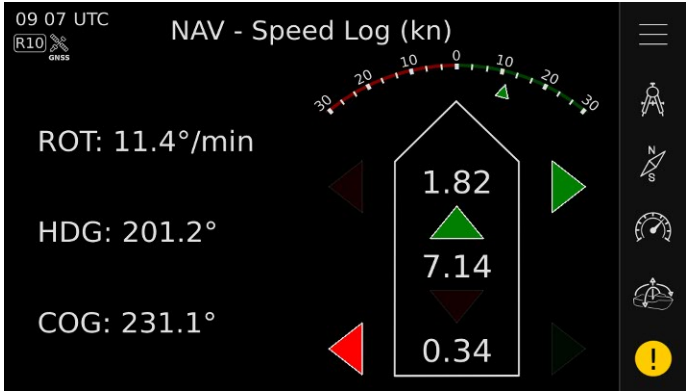 09 07 UTC
R10
GNSS
NAV - Speed Log (kn)
30 20 10 0 10 20 30
ROT: 11.4°/min
1.82
HDG: 201.2°
7.14
COG: 231.1°
0.34
N
S
!